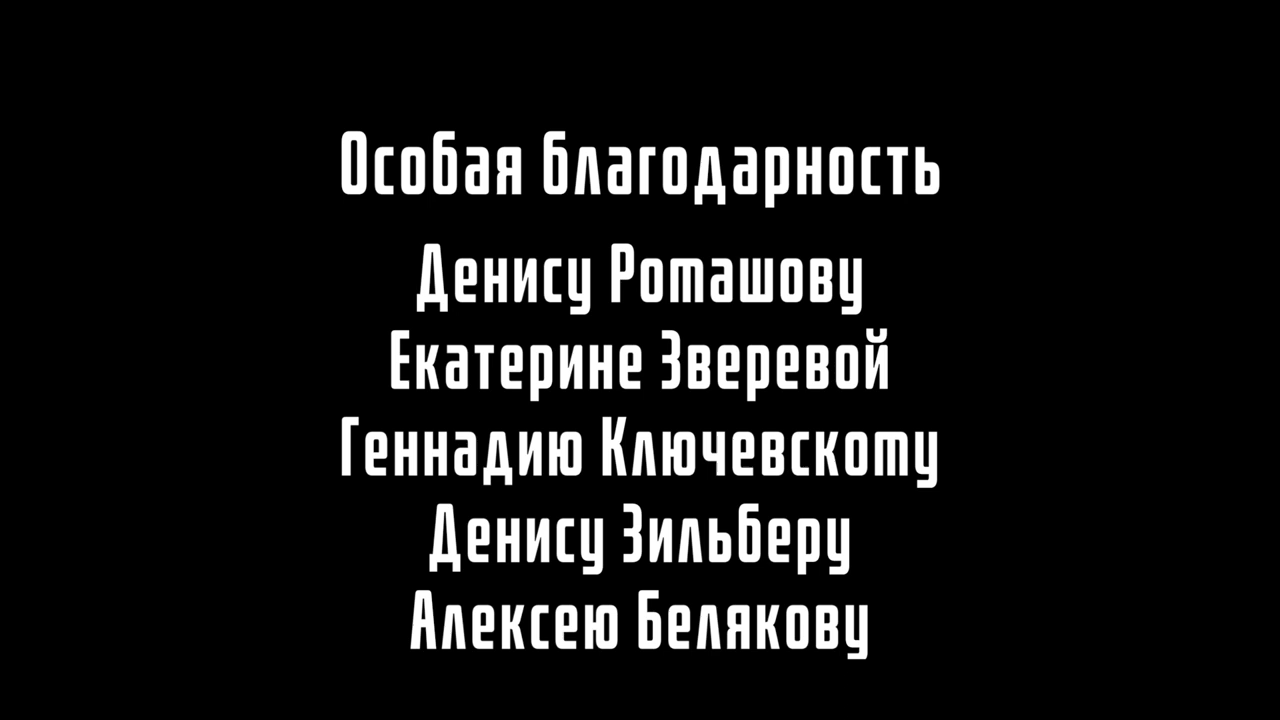 Особая благодарность
Денису Ромашову
Екатерине Зверевой
Геннадию Ключевскому
Денису Зильберу
Алексею Белякову